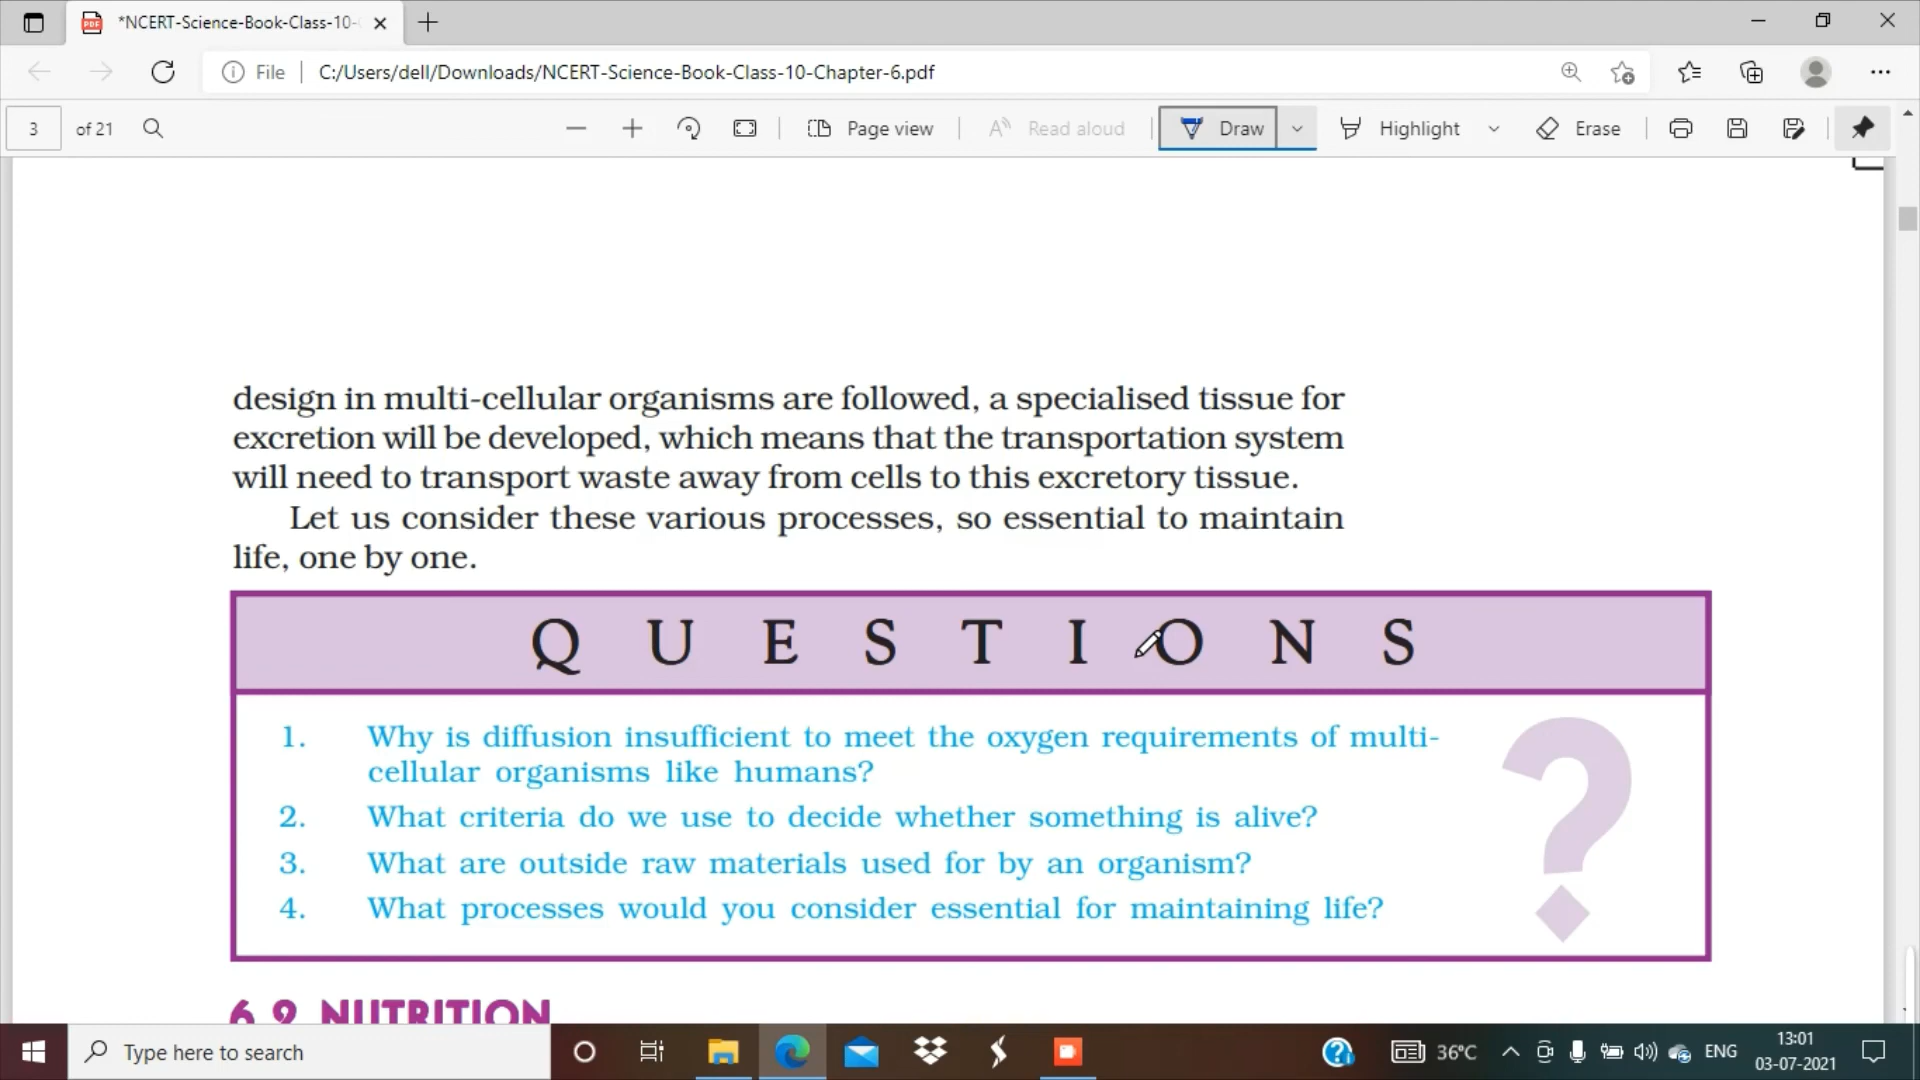 *NCERT-Science-Book-Class-10-
File
C:/Users/dell/Downloads/NCERT-Science-Book-Class-10-Chapter-6.pdf
3 of 21
Page view
Read aloud
Draw
Highlight
Erase
design in multi-cellular organisms are followed, a specialised tissue for
excretion will be developed, which means that the transportation system
will need to transport waste away from cells to this excretory tissue.
Let us consider these various processes, so essential to maintain
life, one by one.
Q U E S T I O N S
1. Why is diffusion insufficient to meet the oxygen requirements of multi-
cellular organisms like humans?
2. What criteria do we use to decide whether something is alive?
3. What are outside raw materials used for by an organism?
4. What processes would you consider essential for maintaining life?
?
6.2 NUTRITION
Type here to search
36°C
ENG
13:01
03-07-2021